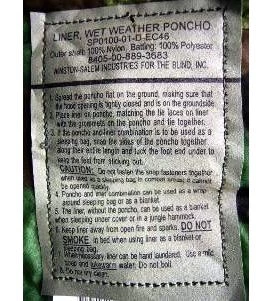 LINER, WET WEATHER PONCHO
SP0100-01-D-EC46
Outer shell: 100% Nylon, Batting: 100% Polyester
8405-00-889-3683
WINSTON-SALEM INDUSTRIES FOR THE BLIND, INC.
1. Spread the poncho flat on the ground, making sure that
the hood opening is tightly closed and is on the groundside.
2. Place liner on poncho, matching the tie laces on liner
with the grommets on the poncho and tie together.
3. If the poncho and liner combination is to be used as a
sleeping bag, snap the sides of the poncho together
along their entire length and lace the foot end under to
keep the feet from sticking out.
CAUTION: Do not fasten the snap fasteners together
when used as a sleeping bag in combat
be opened quickly.
4. Poncho and liner combination can be used as a wrap
around sleeping bag or as a blanket.
5. The liner, without the poncho, can be used as a blanket
when sleeping under cover or in a jungle hammock.
6. Keep liner away from open fire and sparks. DO NOT
SMOKE in bed when using liner as a blanket or
sleeping bag.
7. When necessary, liner can be hand laundered. Use a mild
soap and lukewarm water. Do not boil.
8. Do not dry clean.